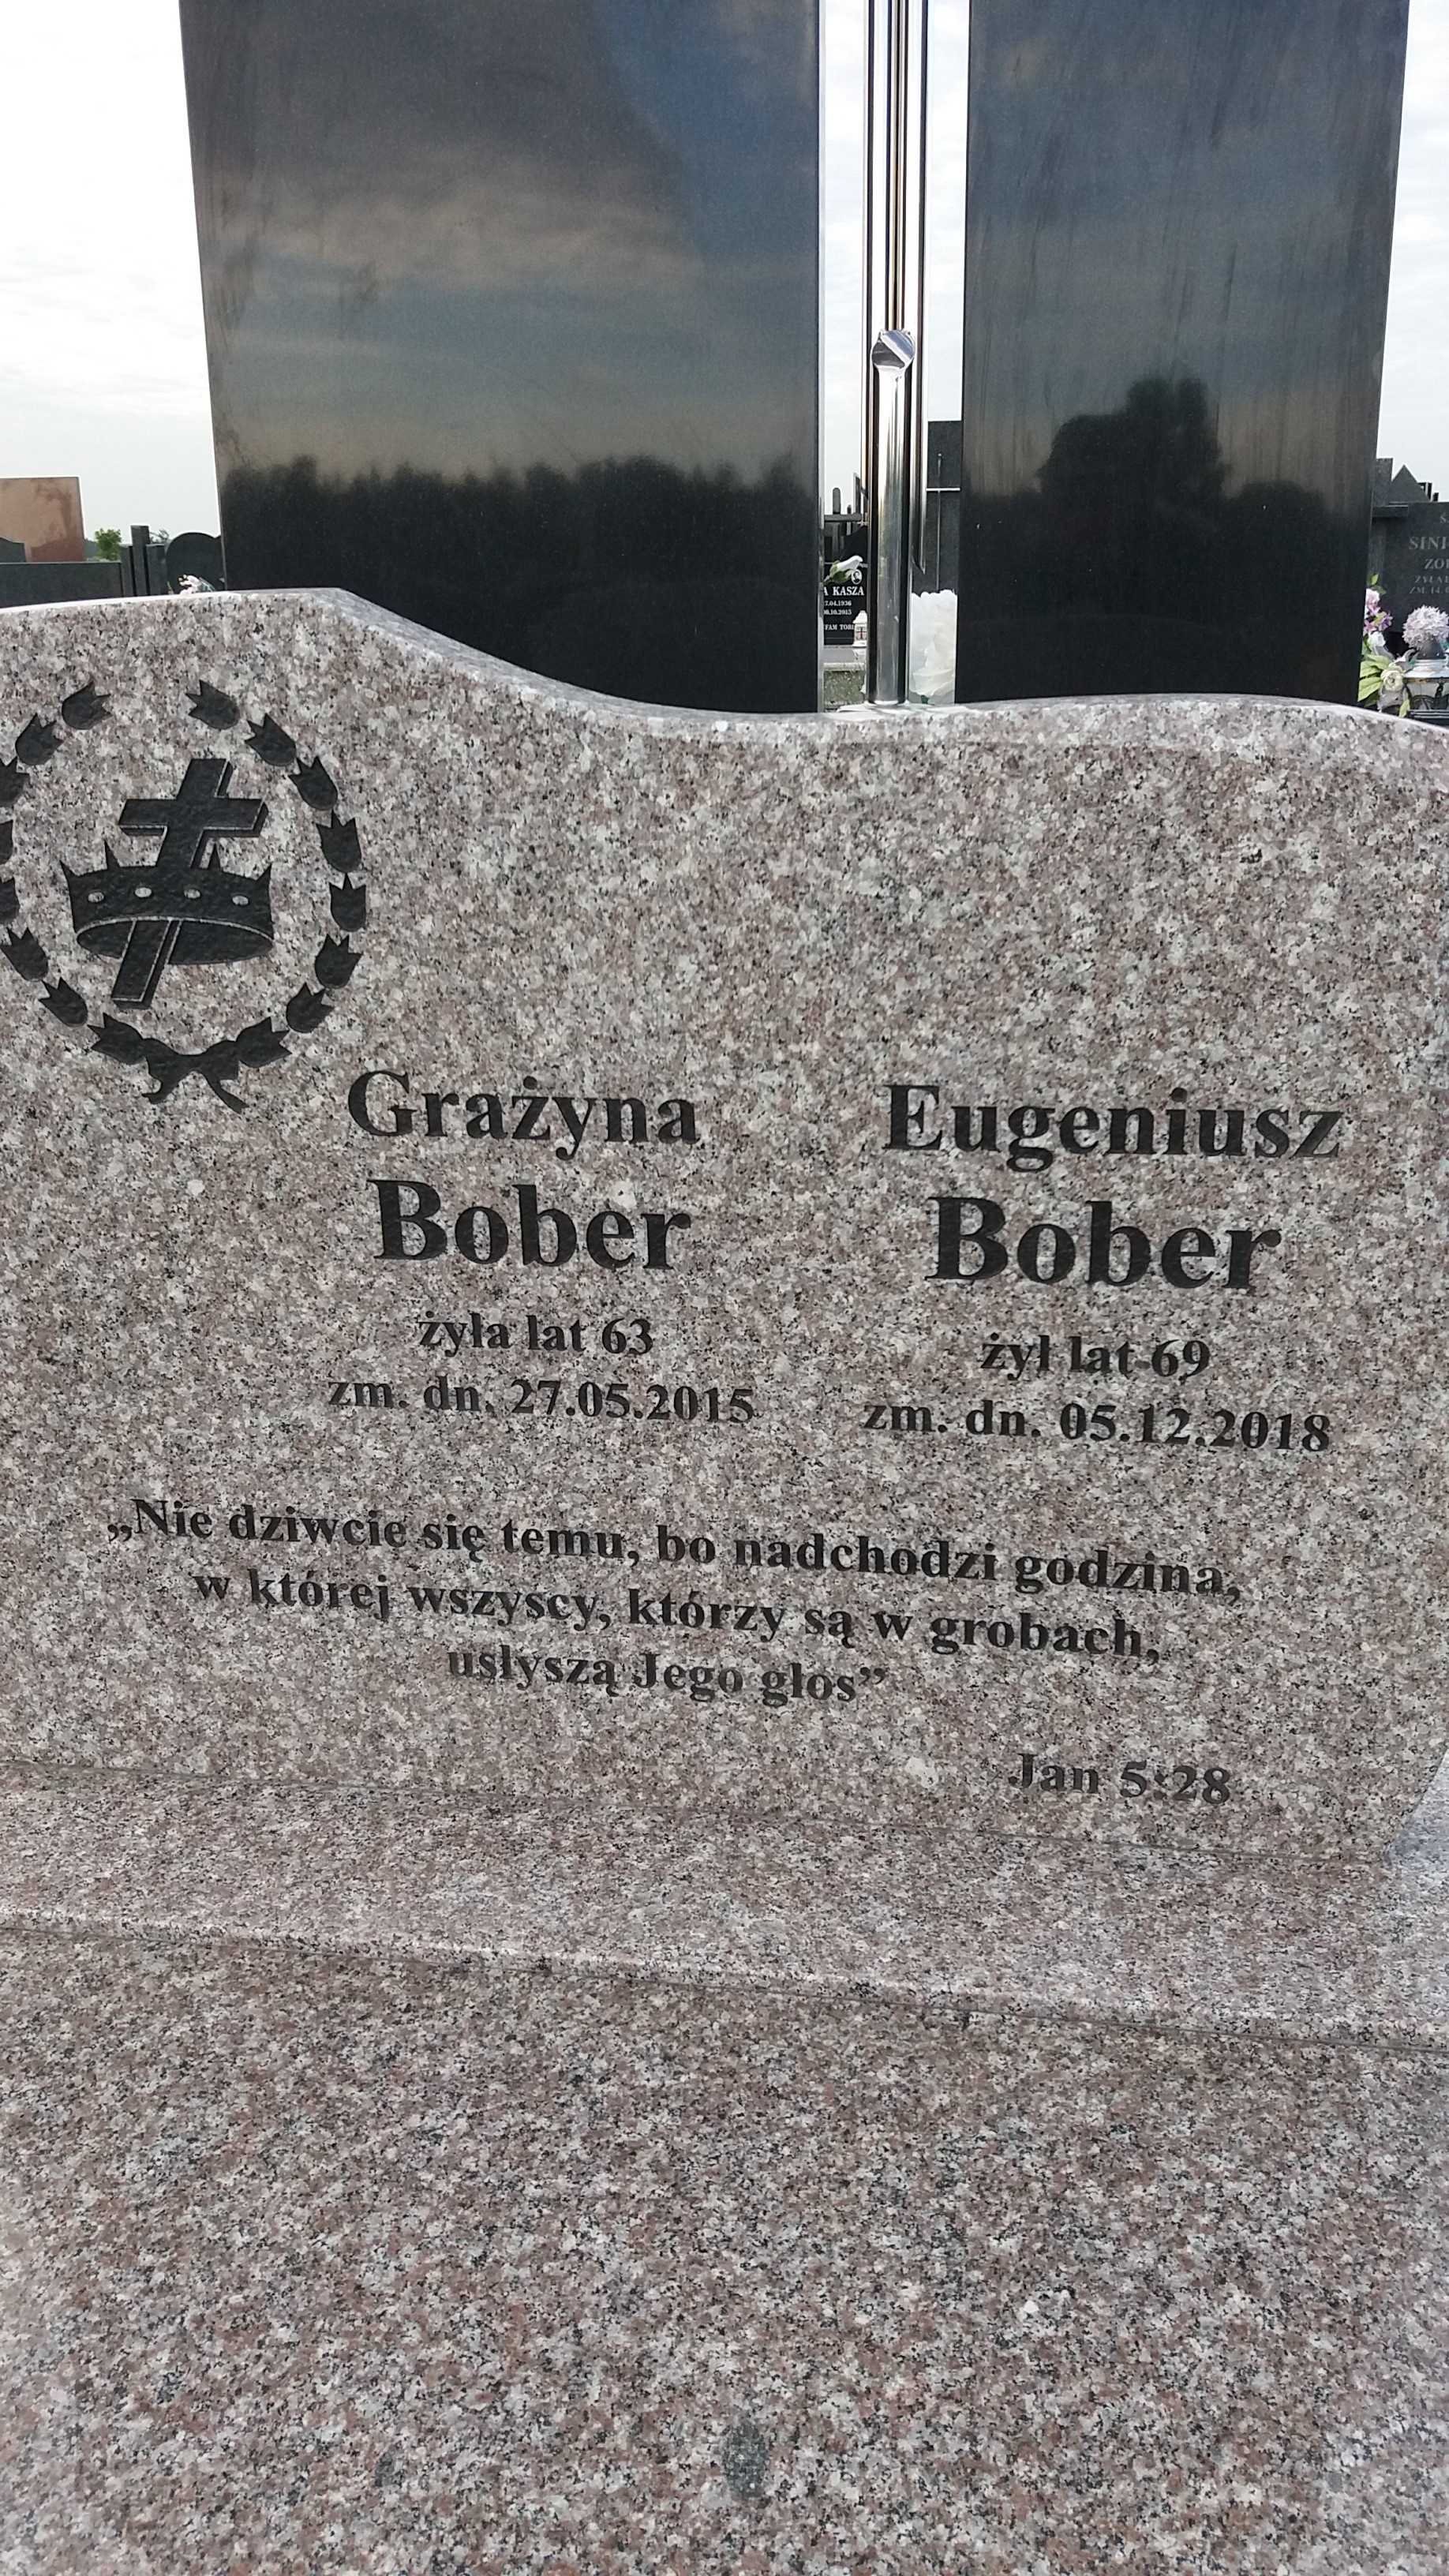 A KASZA
SINI
Grażyna
Bober
żyła lat 63
zm. dn. 27.05.2015
Eugeniusz
Bober
żył lat 69
zm. dn. 05.12.2018
„Nie dziwcie się temu, bo nadchodzi godzina,
w której wszyscy, którzy są w grobach,
usłyszą Jego głos”
Jan 5:28